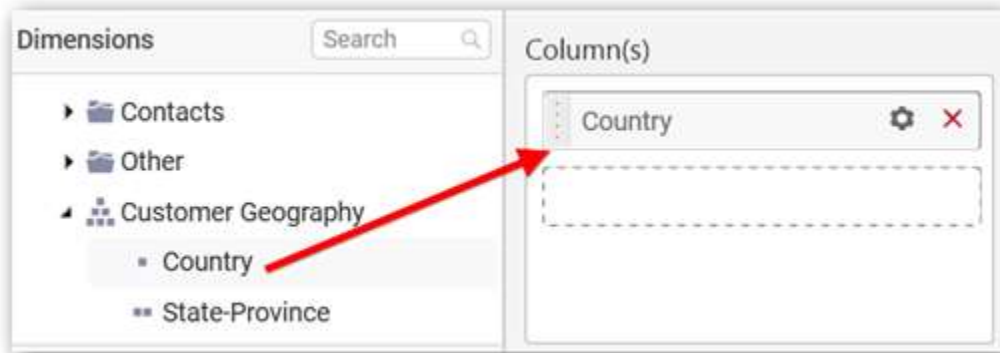 Dimensions
Search
Contacts
Other
Customer Geography
Country
State-Province
Column(s)
Country